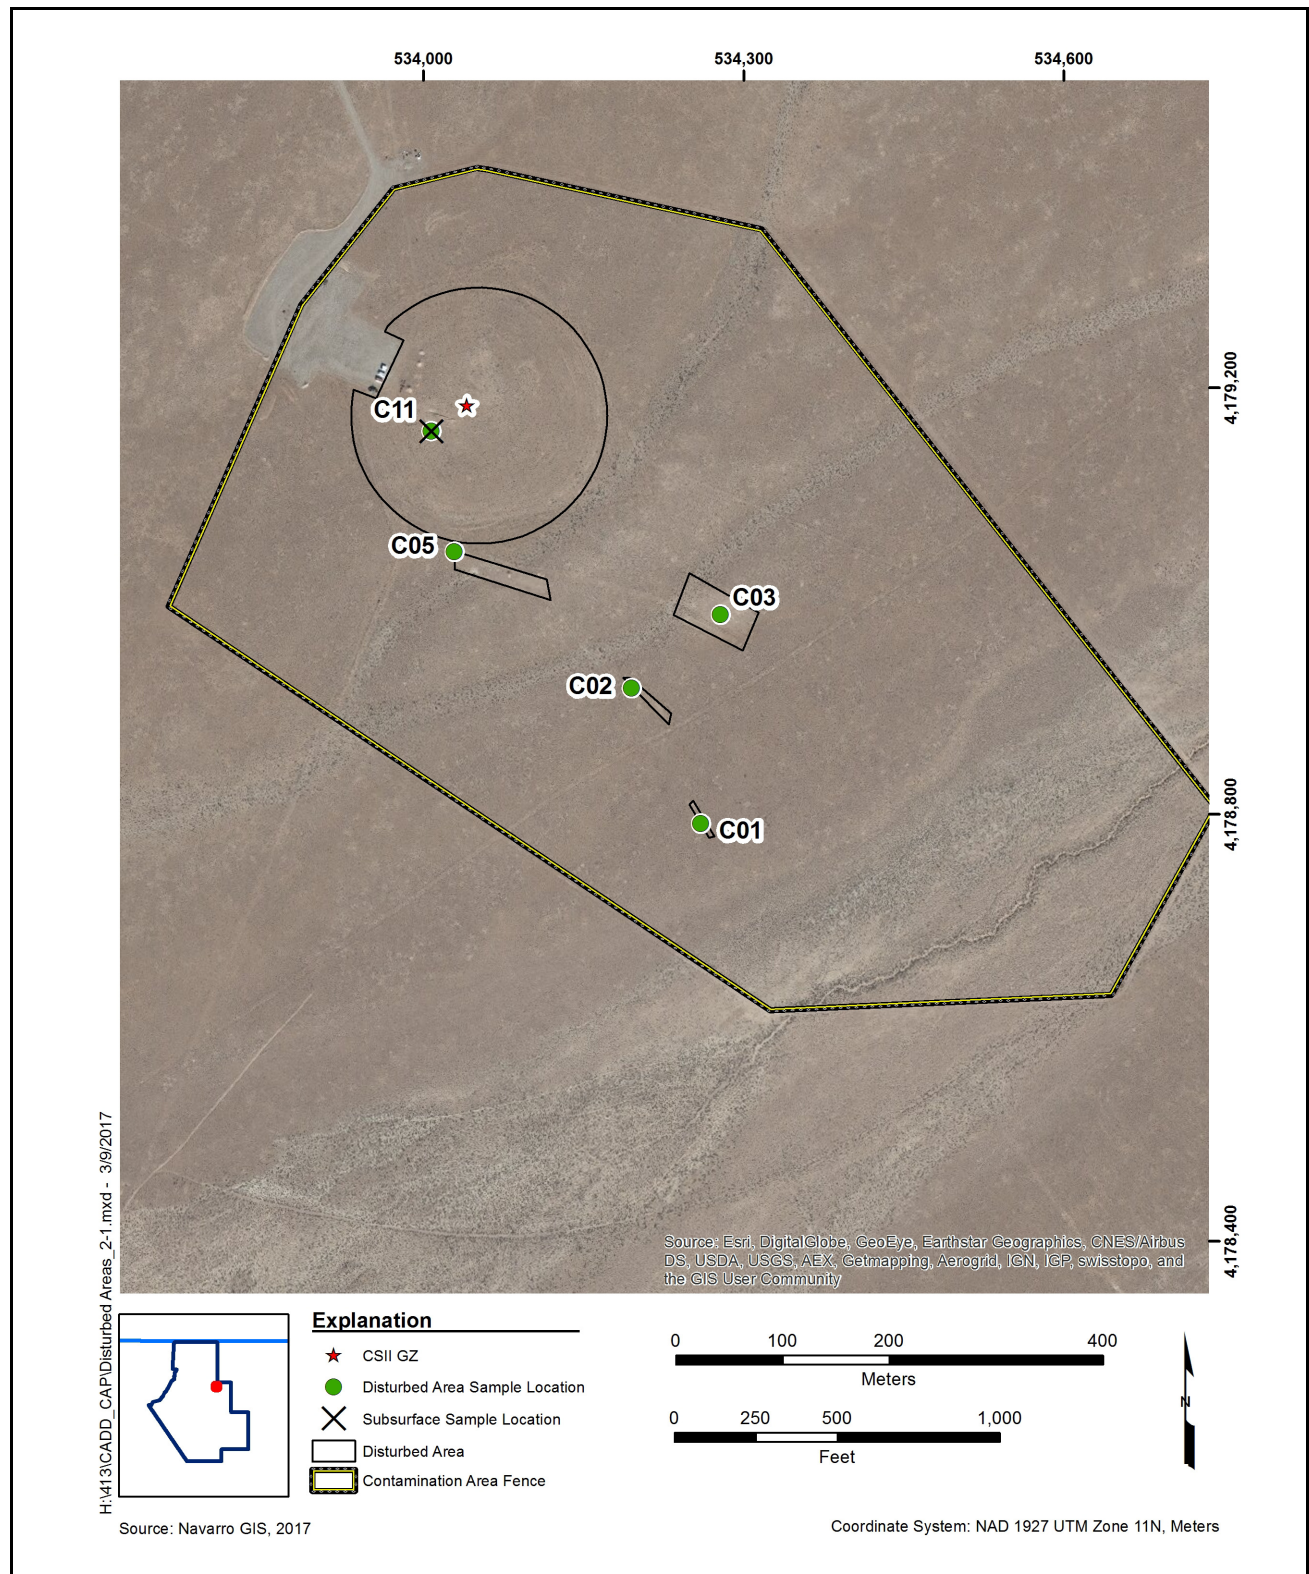 534,000
534,300
534,600
4,179,200
C11
C05
C03
C02
C01
4,178,800
4,178,400
Source: Esri, DigitalGlobe, GeoEye, Earthstar Geographics, CNES/Airbus
DS, USDA, USGS, AEX, Getmapping, Aerogrid, IGN, IGP, swisstopo, and
the GIS User Community
H:\413\CADD_CAP\Disturbed Areas_2-1.mxd - 3/9/2017
Explanation
CSII GZ
Disturbed Area Sample Location
Subsurface Sample Location
Disturbed Area
Contamination Area Fence
0 100 200 400
Meters
0 250 500 1,000
Feet
N
Source: Navarro GIS, 2017
Coordinate System: NAD 1927 UTM Zone 11N, Meters